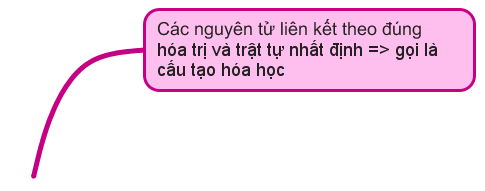 Các nguyên tử liên kết theo đúng
hóa trị và trật tự nhất định => gọi là
cấu tạo hóa học